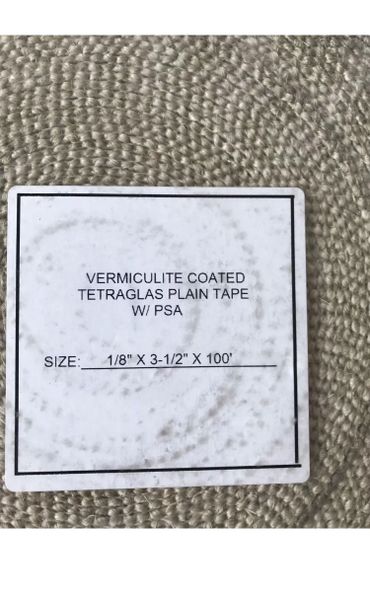 VERMICULITE COATED
TETRAGLAS PLAIN TAPE
W/ PSA
SIZE: 1/8" X 3-1/2" X 100'